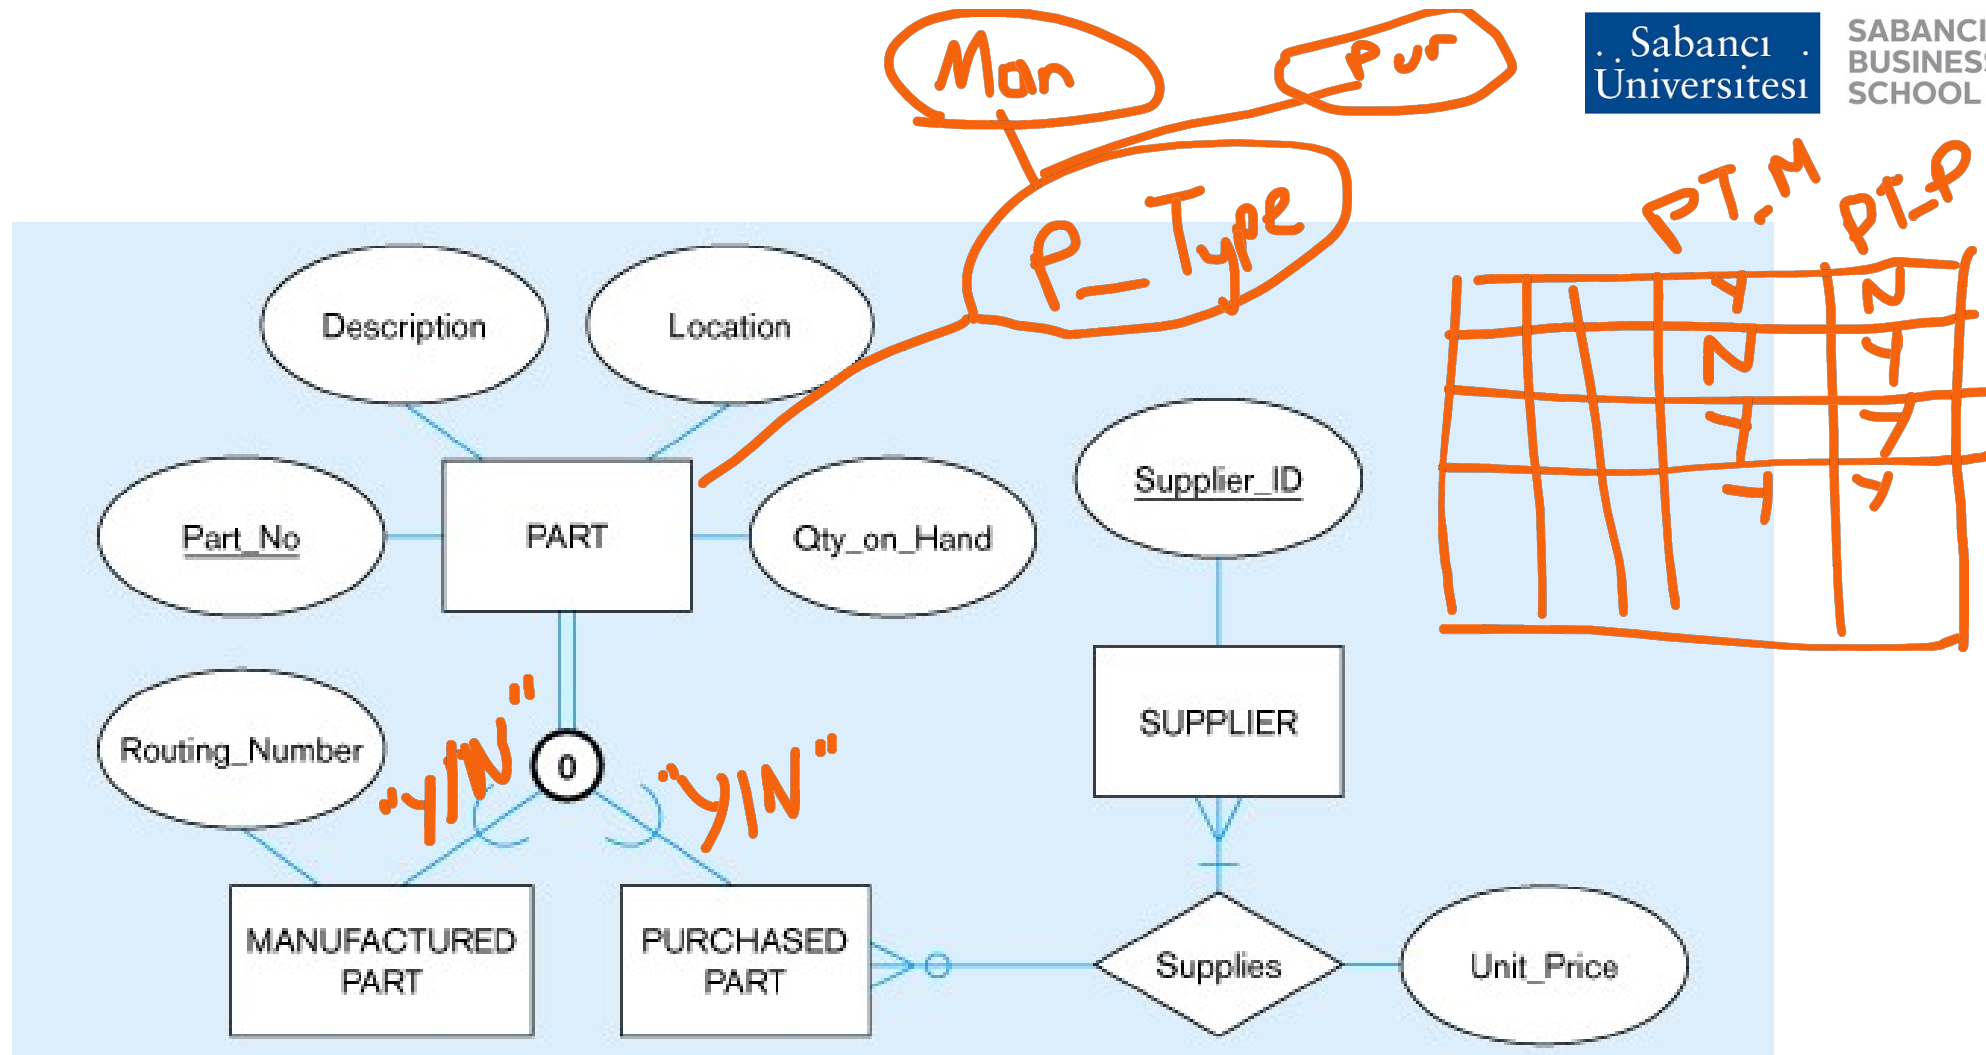 Man
Pur
. Sabancı .
Üniversitesi
SABANCI
BUSINESS
SCHOOL
P_Type
PT_M
PT_P
Y N
N Y
Y Y
Y Y
Description
Location
Part_No
PART
Qty_on_Hand
Supplier_ID
Routing_Number
"Y/N"
O
"Y/N"
SUPPLIER
MANUFACTURED
PART
PURCHASED
PART
Supplies
Unit_Price